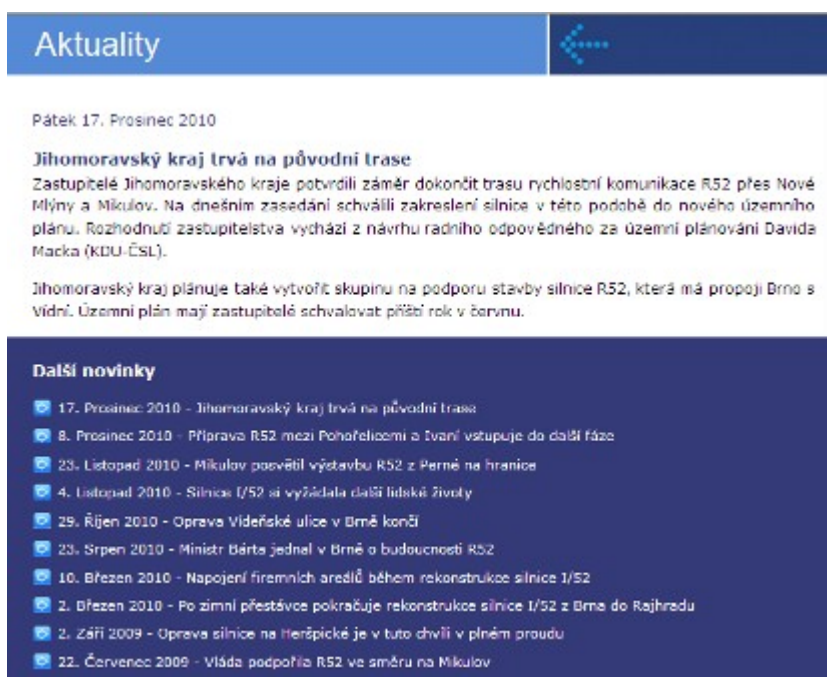 Aktuality
Pátek 17. Prosinec 2010
Jihomoravský kraj trvá na původní trase
Zastupitelé Jihomoravského kraje potvrdili záměr dokončit trasu rychlostní komunikace R52 přes Nové
Mlýny a Mikulov. Na dnešním zasedání schválili zakreslení silnice v této podobě do nového územního
plánu. Rozhodnutí zastupitelstva vychází z návrhu radního odpovědného za územní plánování Davida
Macka (KDU-ČSL).
Jihomoravský kraj plánuje také vytvořit skupinu na podporu stavby silnice R52, která má propojí Brno s
Vídní. Územní plán mají zastupitelé schvalovat příští rok v červnu.
Další novinky
17. Prosinec 2010 - Jihomoravský kraj trvá na původní trase
8. Prosinec 2010 - Příprava R52 mezi Pohořelicemi a Ivaní vstupuje do další fáze
23. Listopad 2010 - Mikulov posvětil výstavbu R52 z Perné na hranice
4. Listopad 2010 - Silnice I/52 si vyžádala další lidské životy
29. Říjen 2010 - Oprava Vídeňské ulice v Brně končí
23. Srpen 2010 - Ministr Bárta jednal v Brně o budoucnosti R52
10. Březen 2010 - Napojení firemních areálů během rekonstrukce silnice I/52
2. Březen 2010 - Po zimní přestávce pokračuje rekonstrukce silnice I/52 z Brna do Rajhradu
2. Září 2009 - Oprava silnice na Heršpické je v tuto chvíli v plném proudu
22. Červenec 2009 - Vláda podpořila R52 ve směru na Mikulov